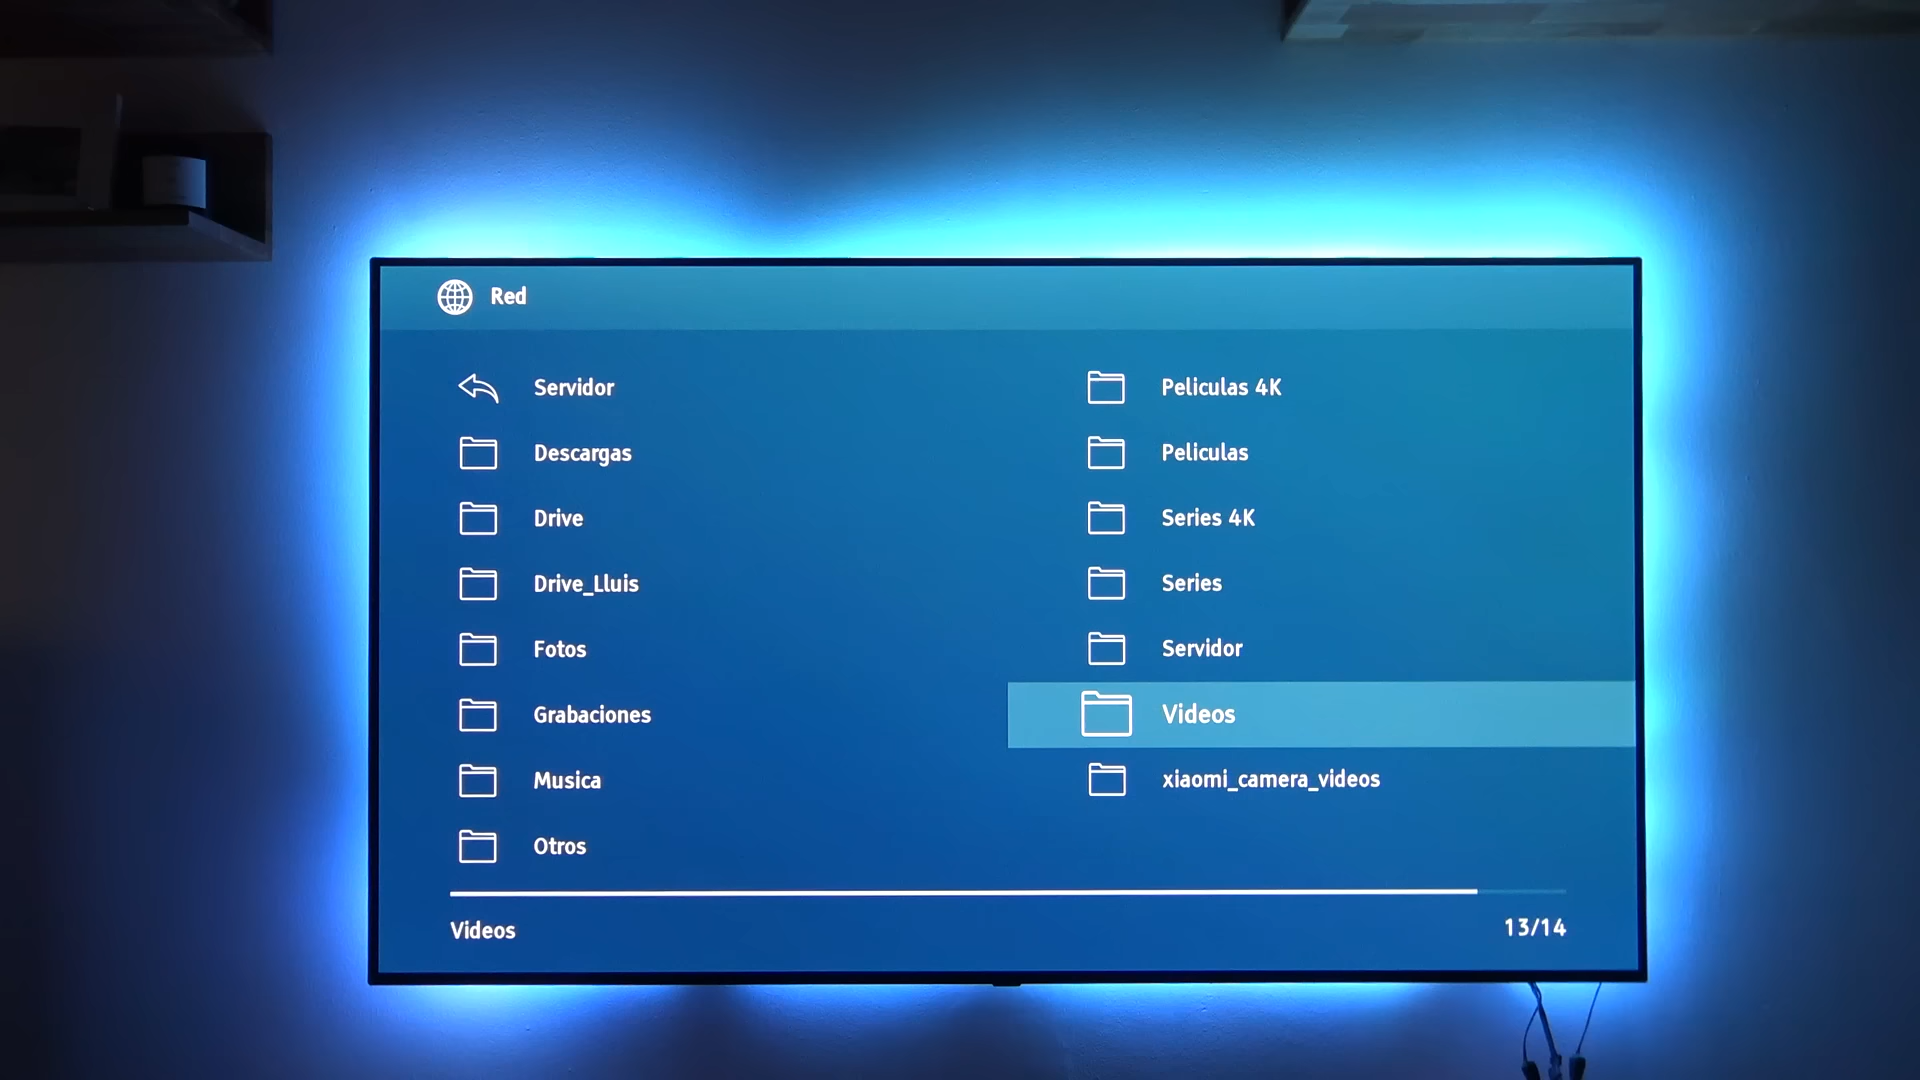 Red
Servidor
Descargas
Drive
Drive_Lluis
Fotos
Grabaciones
Musica
Otros
Peliculas 4K
Peliculas
Series 4K
Series
Servidor
Videos
xiaomi_camera_videos
Videos
13/14